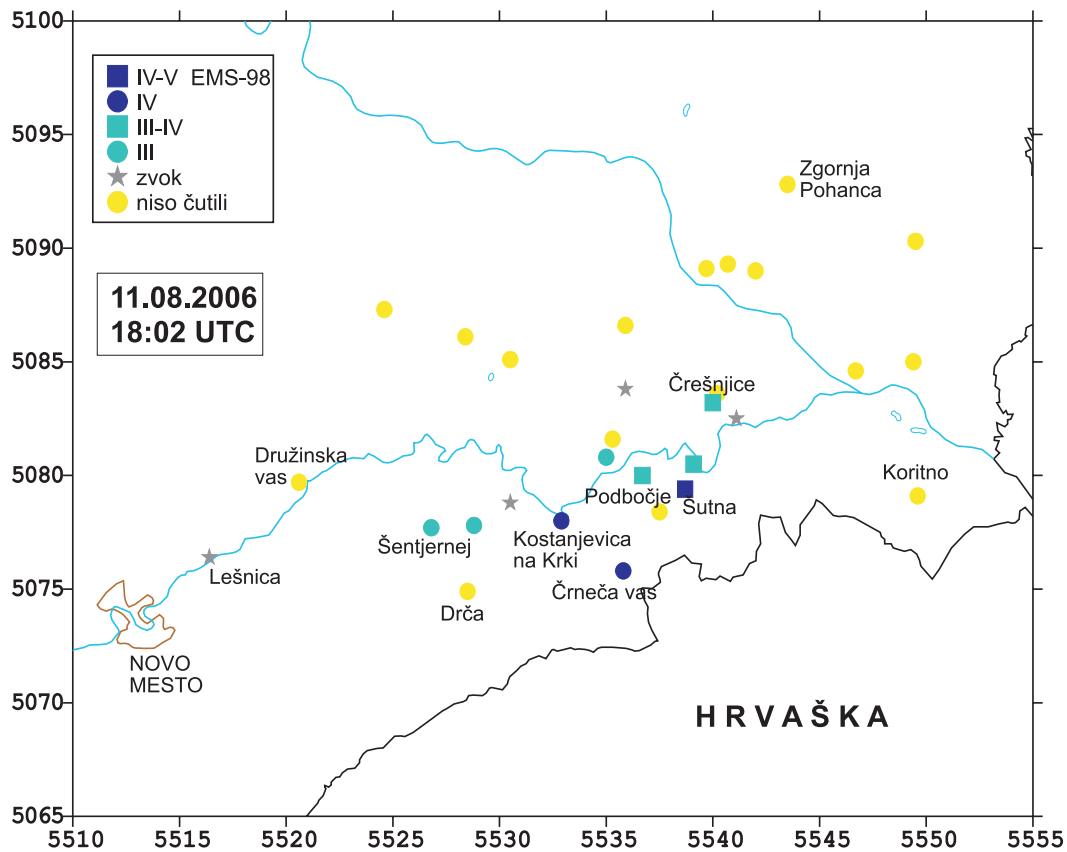 5100
5095
5090
5085
5080
5075
5070
5065
IV-V EMS-98
IV
III-IV
III
zvok
niso čutili
11.08.2006
18:02 UTC
Zgornja
Pohanca
Črešnjice
Družinska
vas
Koritno
Podbočje
Šutna
Šentjernej
Kostanjevica
na Krki
Lešnica
Črneča vas
Drča
NOVO
MESTO
HRVAŠKA
5510
5515
5520
5525
5530
5535
5540
5545
5550
5555